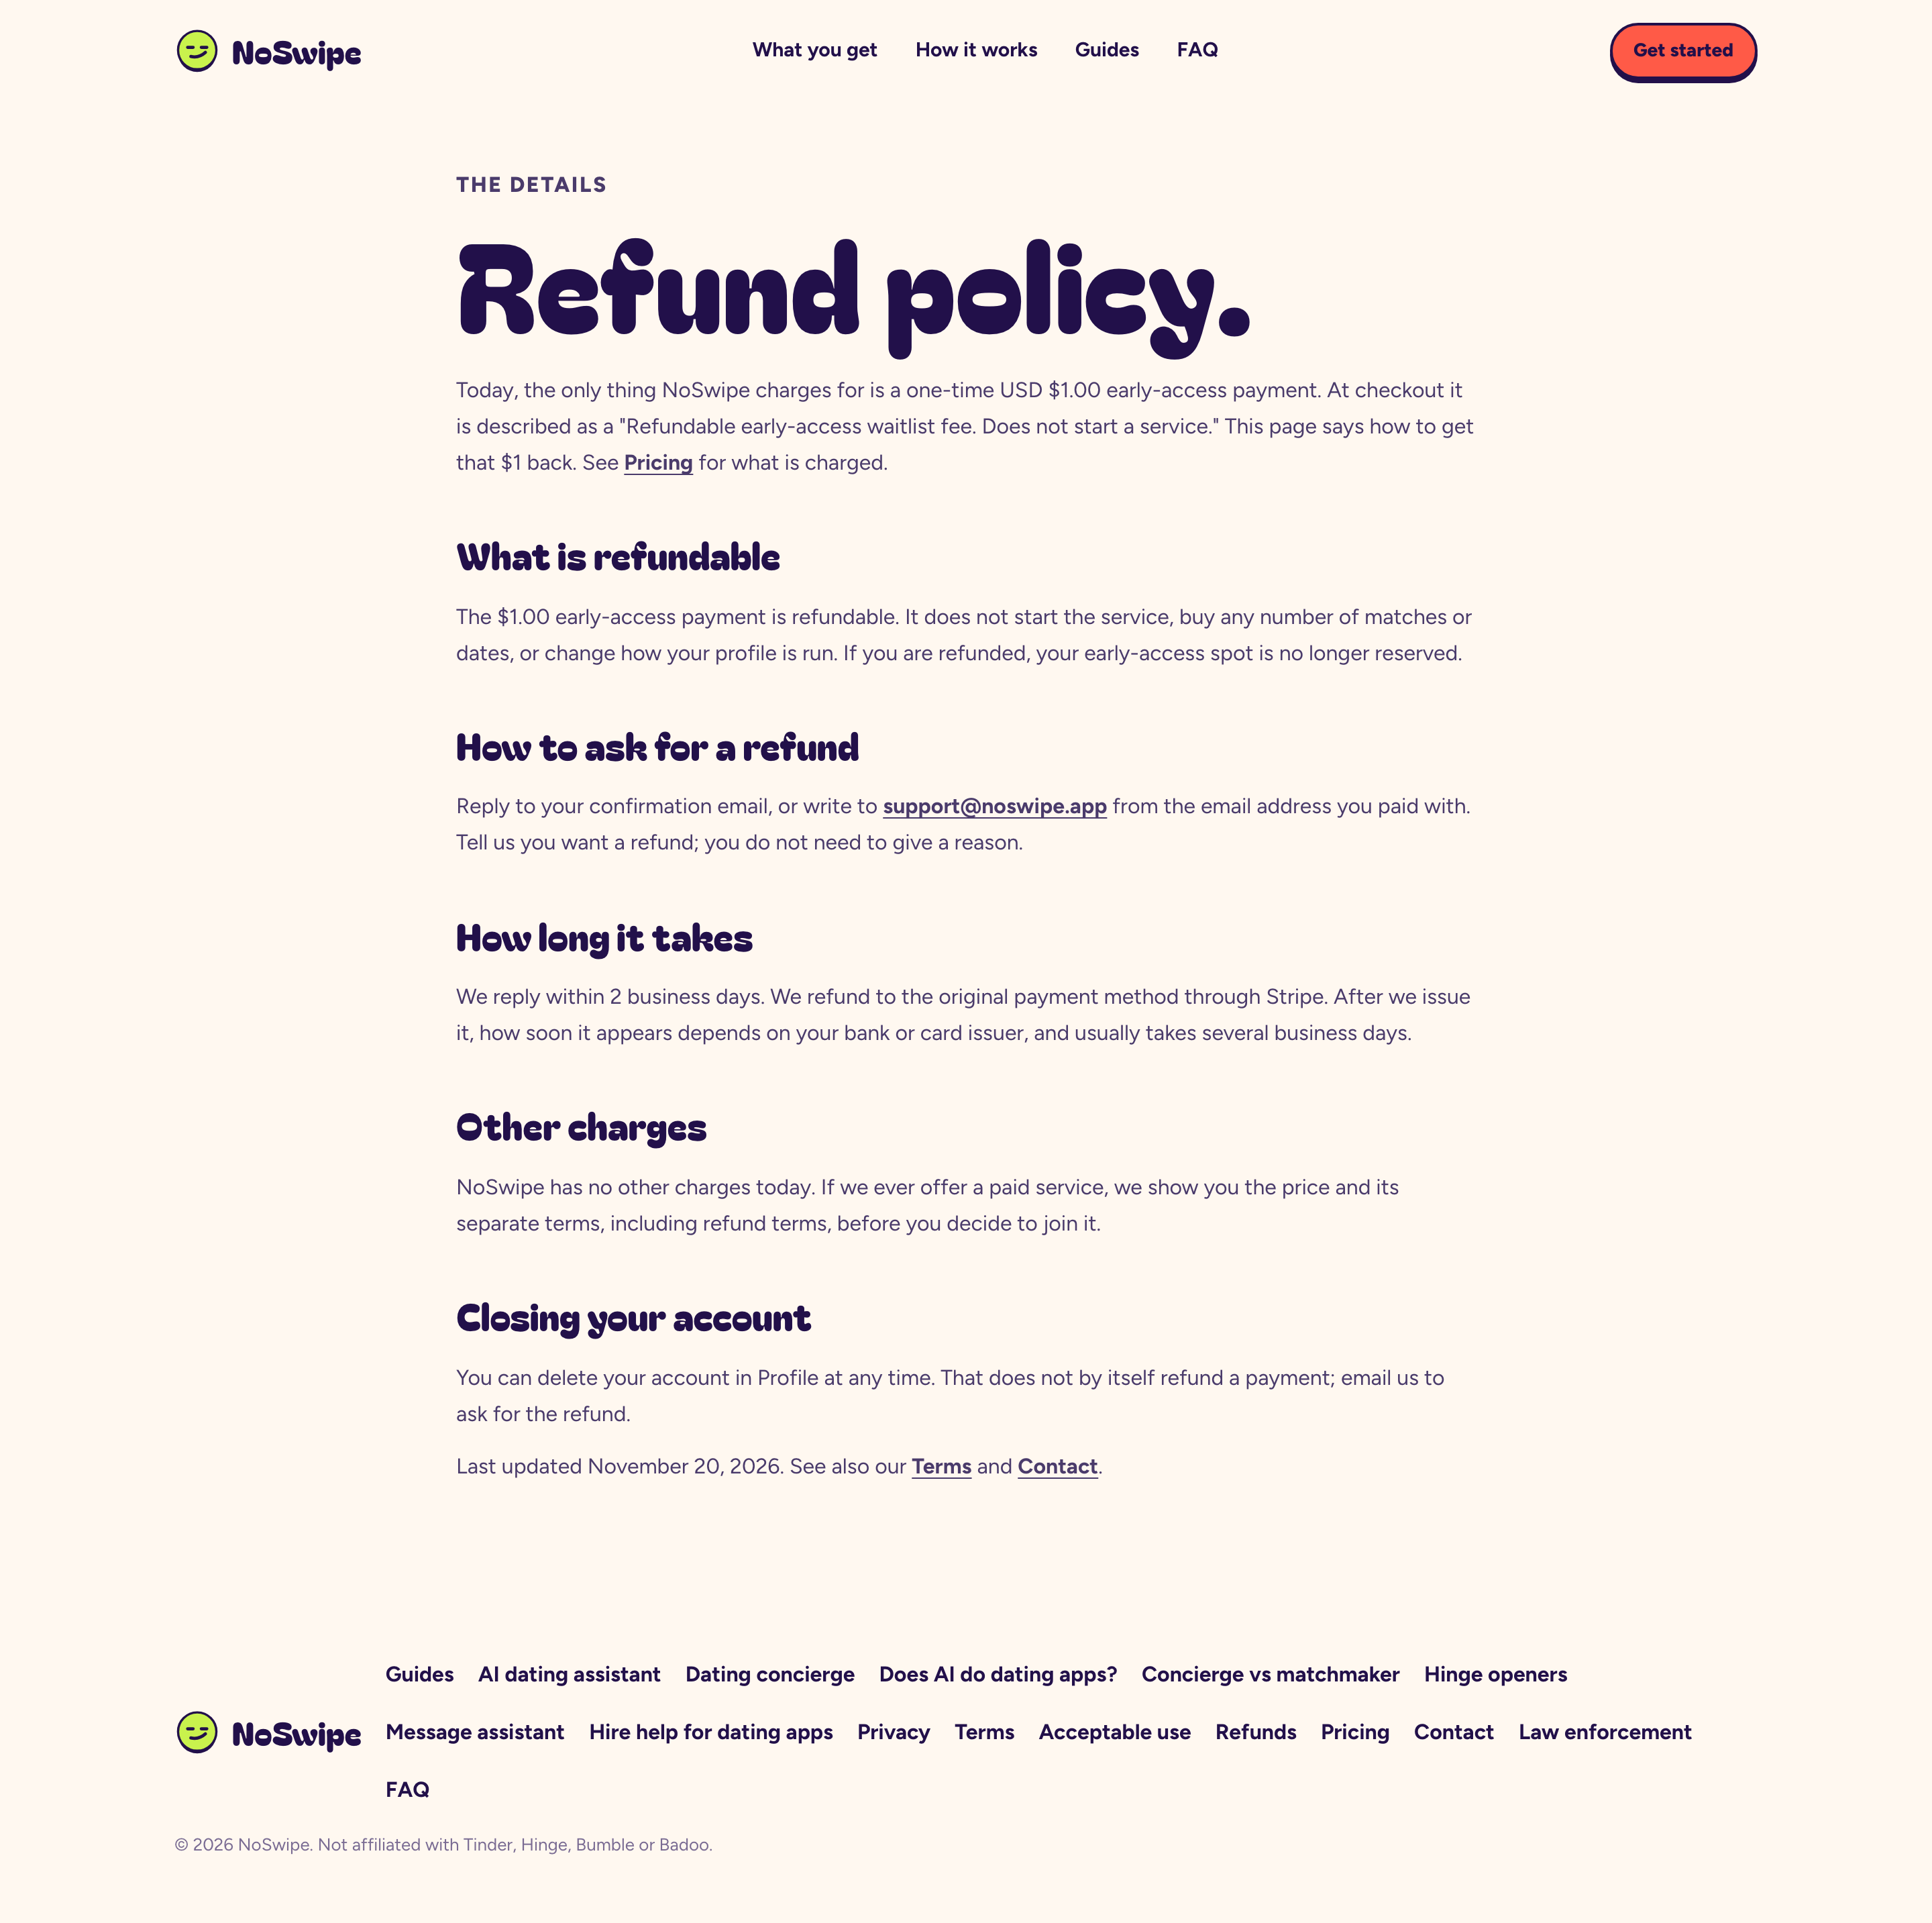 NoSwipe
What you get
How it works
Guides
FAQ
Get started
THE DETAILS
Refund policy.
Today, the only thing NoSwipe charges for is a one-time USD $1.00 early-access payment. At checkout it
is described as a "Refundable early-access waitlist fee. Does not start a service." This page says how to get
that $1 back. See Pricing for what is charged.
What is refundable
The $1.00 early-access payment is refundable. It does not start the service, buy any number of matches or
dates, or change how your profile is run. If you are refunded, your early-access spot is no longer reserved.
How to ask for a refund
Reply to your confirmation email, or write to support@noswipe.app from the email address you paid with.
Tell us you want a refund; you do not need to give a reason.
How long it takes
We reply within 2 business days. We refund to the original payment method through Stripe. After we issue
it, how soon it appears depends on your bank or card issuer, and usually takes several business days.
Other charges
NoSwipe has no other charges today. If we ever offer a paid service, we show you the price and its
separate terms, including refund terms, before you decide to join it.
Closing your account
You can delete your account in Profile at any time. That does not by itself refund a payment; email us to
ask for the refund.
Last updated November 20, 2026. See also our Terms and Contact.
NoSwipe
Guides AI dating assistant Dating concierge Does AI do dating apps? Concierge vs matchmaker Hinge openers
Message assistant Hire help for dating apps Privacy Terms Acceptable use Refunds Pricing Contact Law enforcement
FAQ
© 2026 NoSwipe. Not affiliated with Tinder, Hinge, Bumble or Badoo.